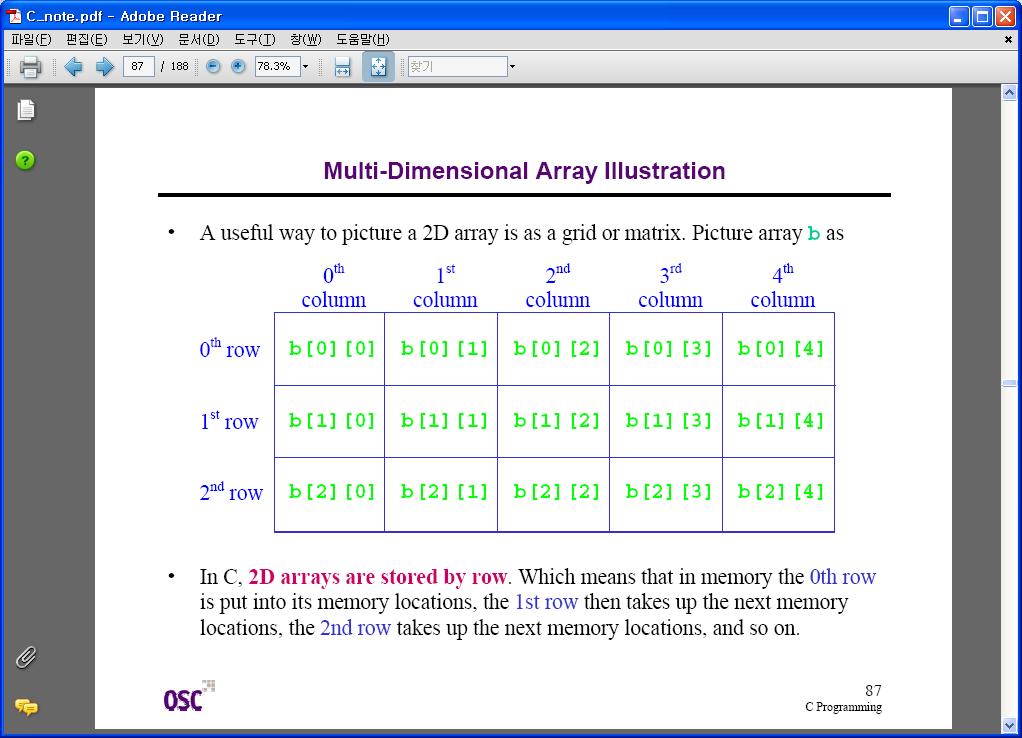 C_note.pdf - Adobe Reader
파일(F) 편집(E) 보기(V) 문서(D) 도구(T) 창(W) 도움말(H)
87 / 188 78.3% 찾기
Multi-Dimensional Array Illustration
• A useful way to picture a 2D array is as a grid or matrix. Picture array b as
0th column 1st column 2nd column 3rd column 4th column
0th row b[0][0] b[0][1] b[0][2] b[0][3] b[0][4]
1st row b[1][0] b[1][1] b[1][2] b[1][3] b[1][4]
2nd row b[2][0] b[2][1] b[2][2] b[2][3] b[2][4]
• In C, 2D arrays are stored by row. Which means that in memory the 0th row
is put into its memory locations, the 1st row then takes up the next memory
locations, the 2nd row takes up the next memory locations, and so on.
OSC
87
C Programming